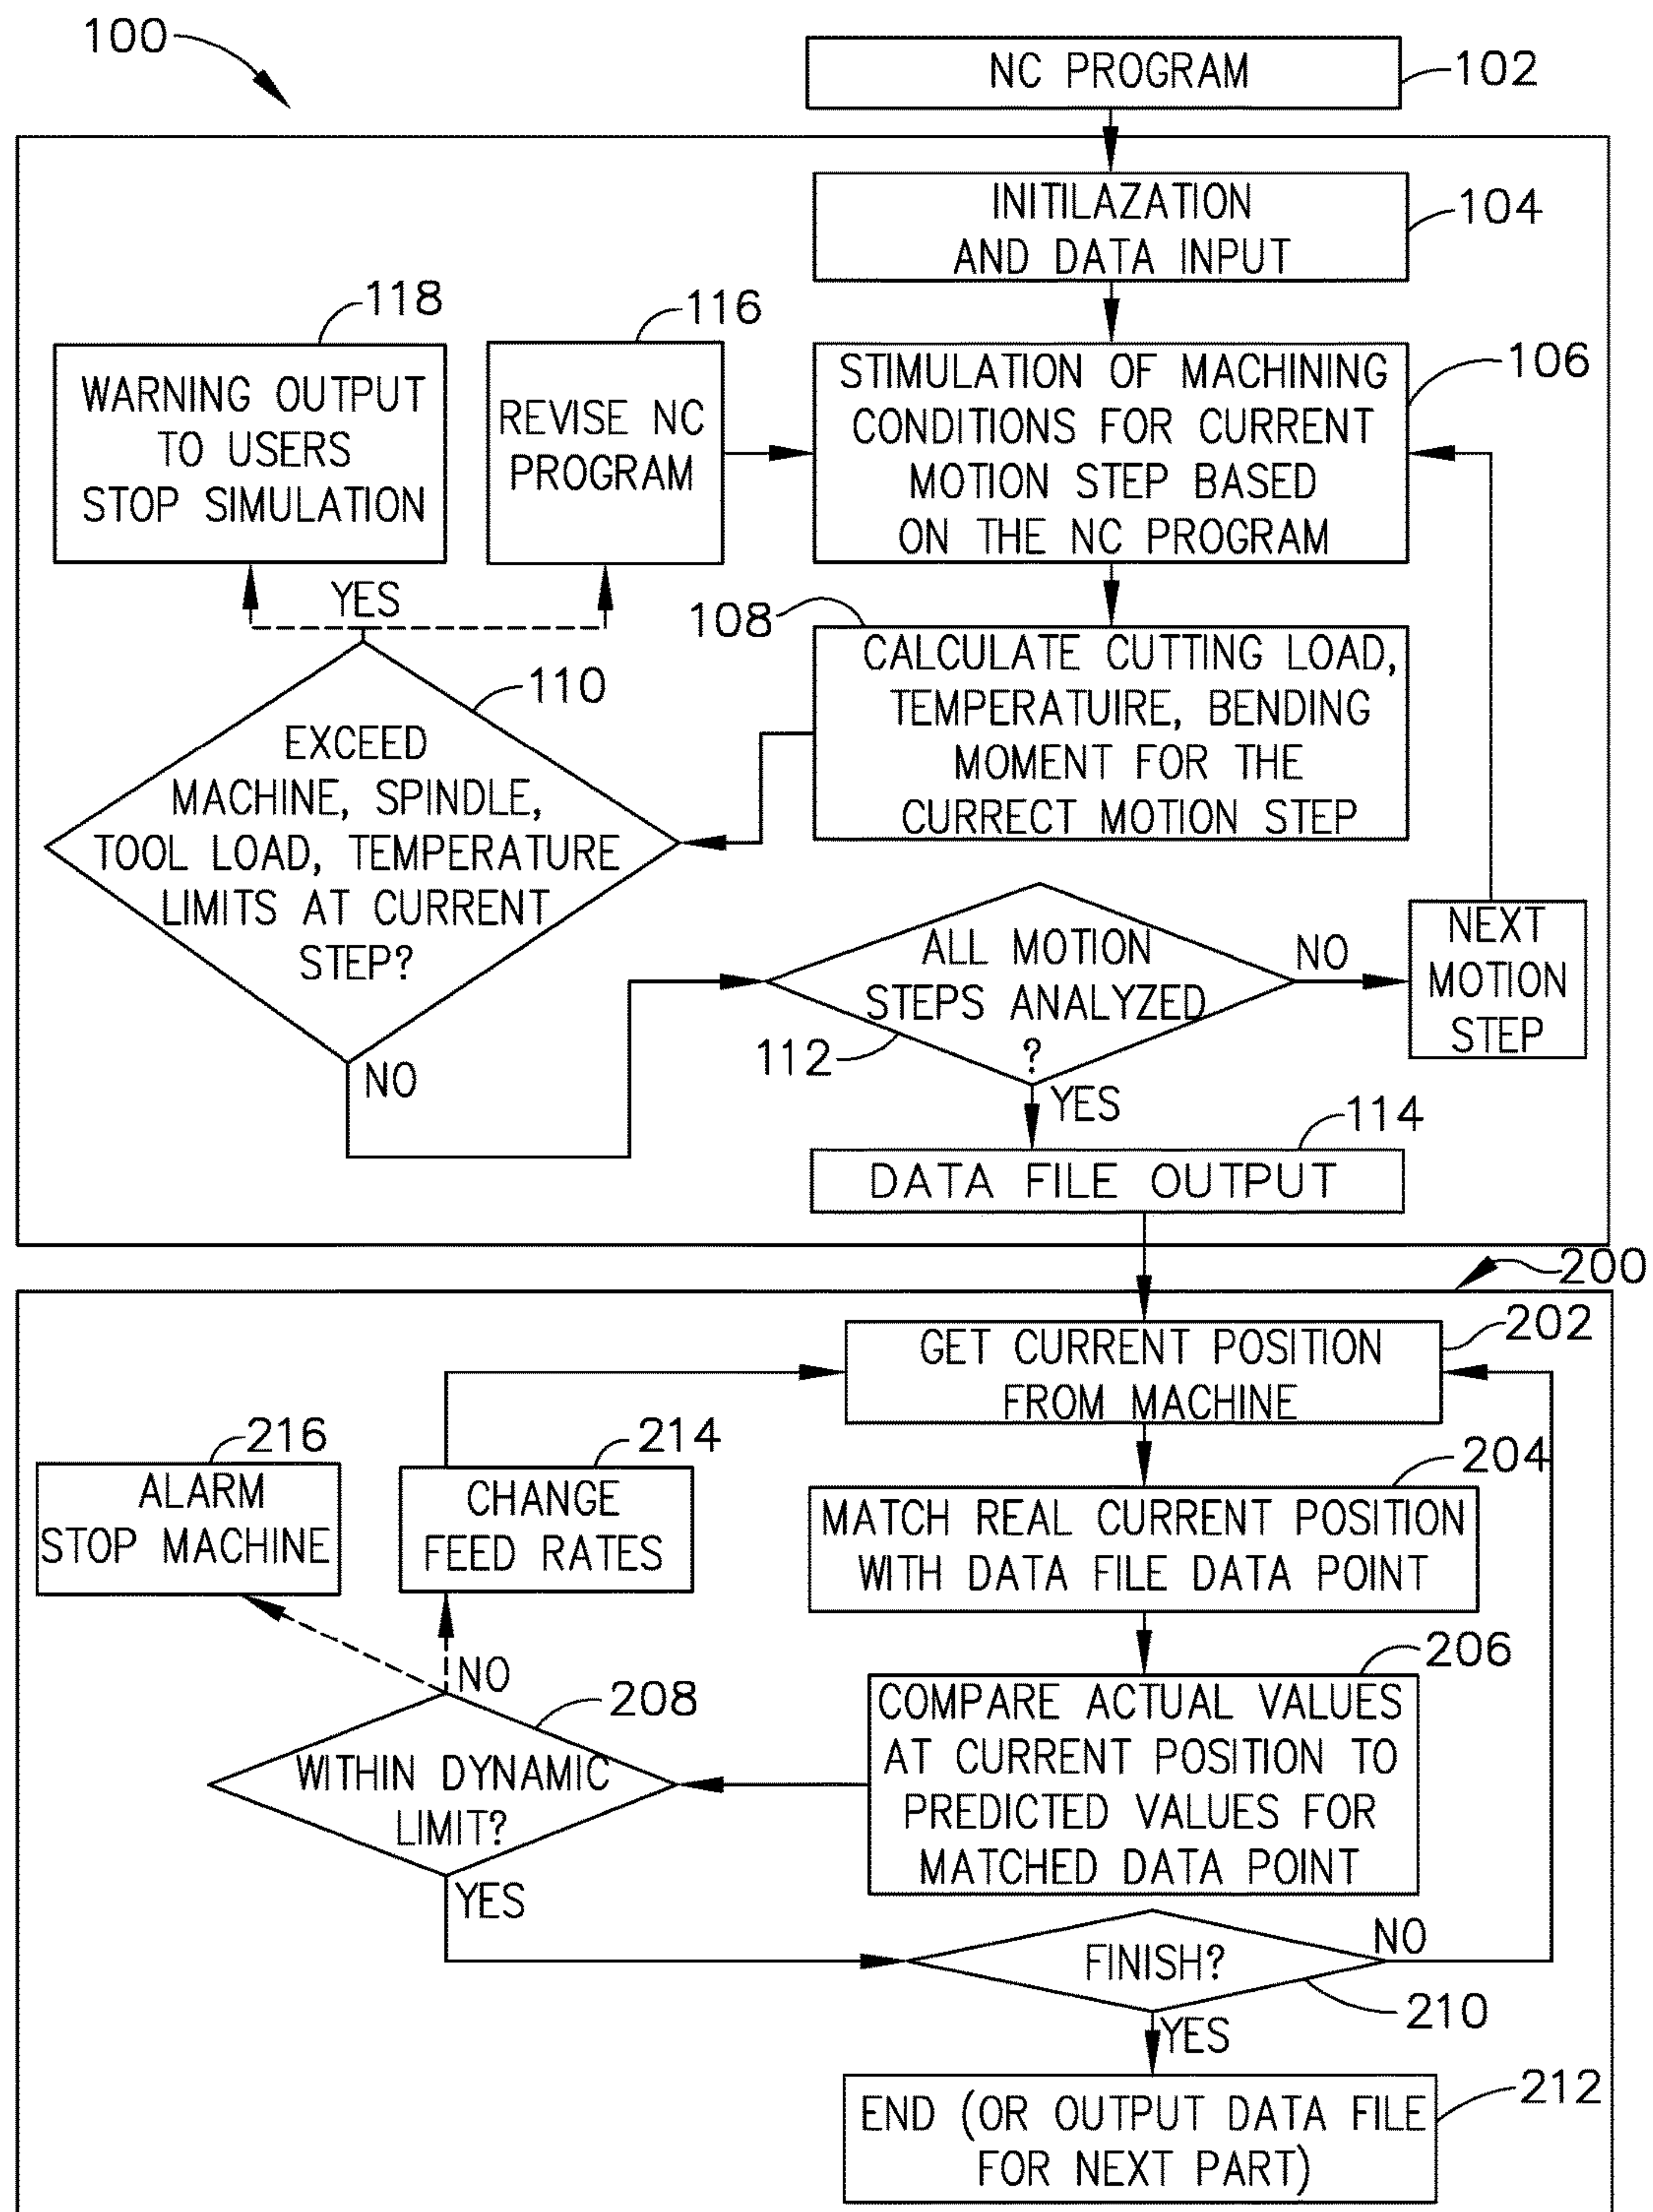 100
NC PROGRAM
102
INITILAZATION
AND DATA INPUT
104
118
WARNING OUTPUT
TO USERS
STOP SIMULATION
116
REVISE NC
PROGRAM
STIMULATION OF MACHINING
CONDITIONS FOR CURRENT
MOTION STEP BASED
ON THE NC PROGRAM
106
YES
108
CALCULATE CUTTING LOAD,
TEMPERATUIRE, BENDING
MOMENT FOR THE
CURRECT MOTION STEP
110
EXCEED
MACHINE, SPINDLE,
TOOL LOAD, TEMPERATURE
LIMITS AT CURRENT
STEP?
NO
ALL MOTION
STEPS ANALYZED
?
112
NO
NEXT
MOTION
STEP
YES
114
DATA FILE OUTPUT
200
GET CURRENT POSITION
FROM MACHINE
202
216
ALARM
STOP MACHINE
214
CHANGE
FEED RATES
204
MATCH REAL CURRENT POSITION
WITH DATA FILE DATA POINT
NO
206
COMPARE ACTUAL VALUES
AT CURRENT POSITION TO
PREDICTED VALUES FOR
MATCHED DATA POINT
208
WITHIN DYNAMIC
LIMIT?
YES
FINISH?
NO
210
YES
END (OR OUTPUT DATA FILE
FOR NEXT PART)
212